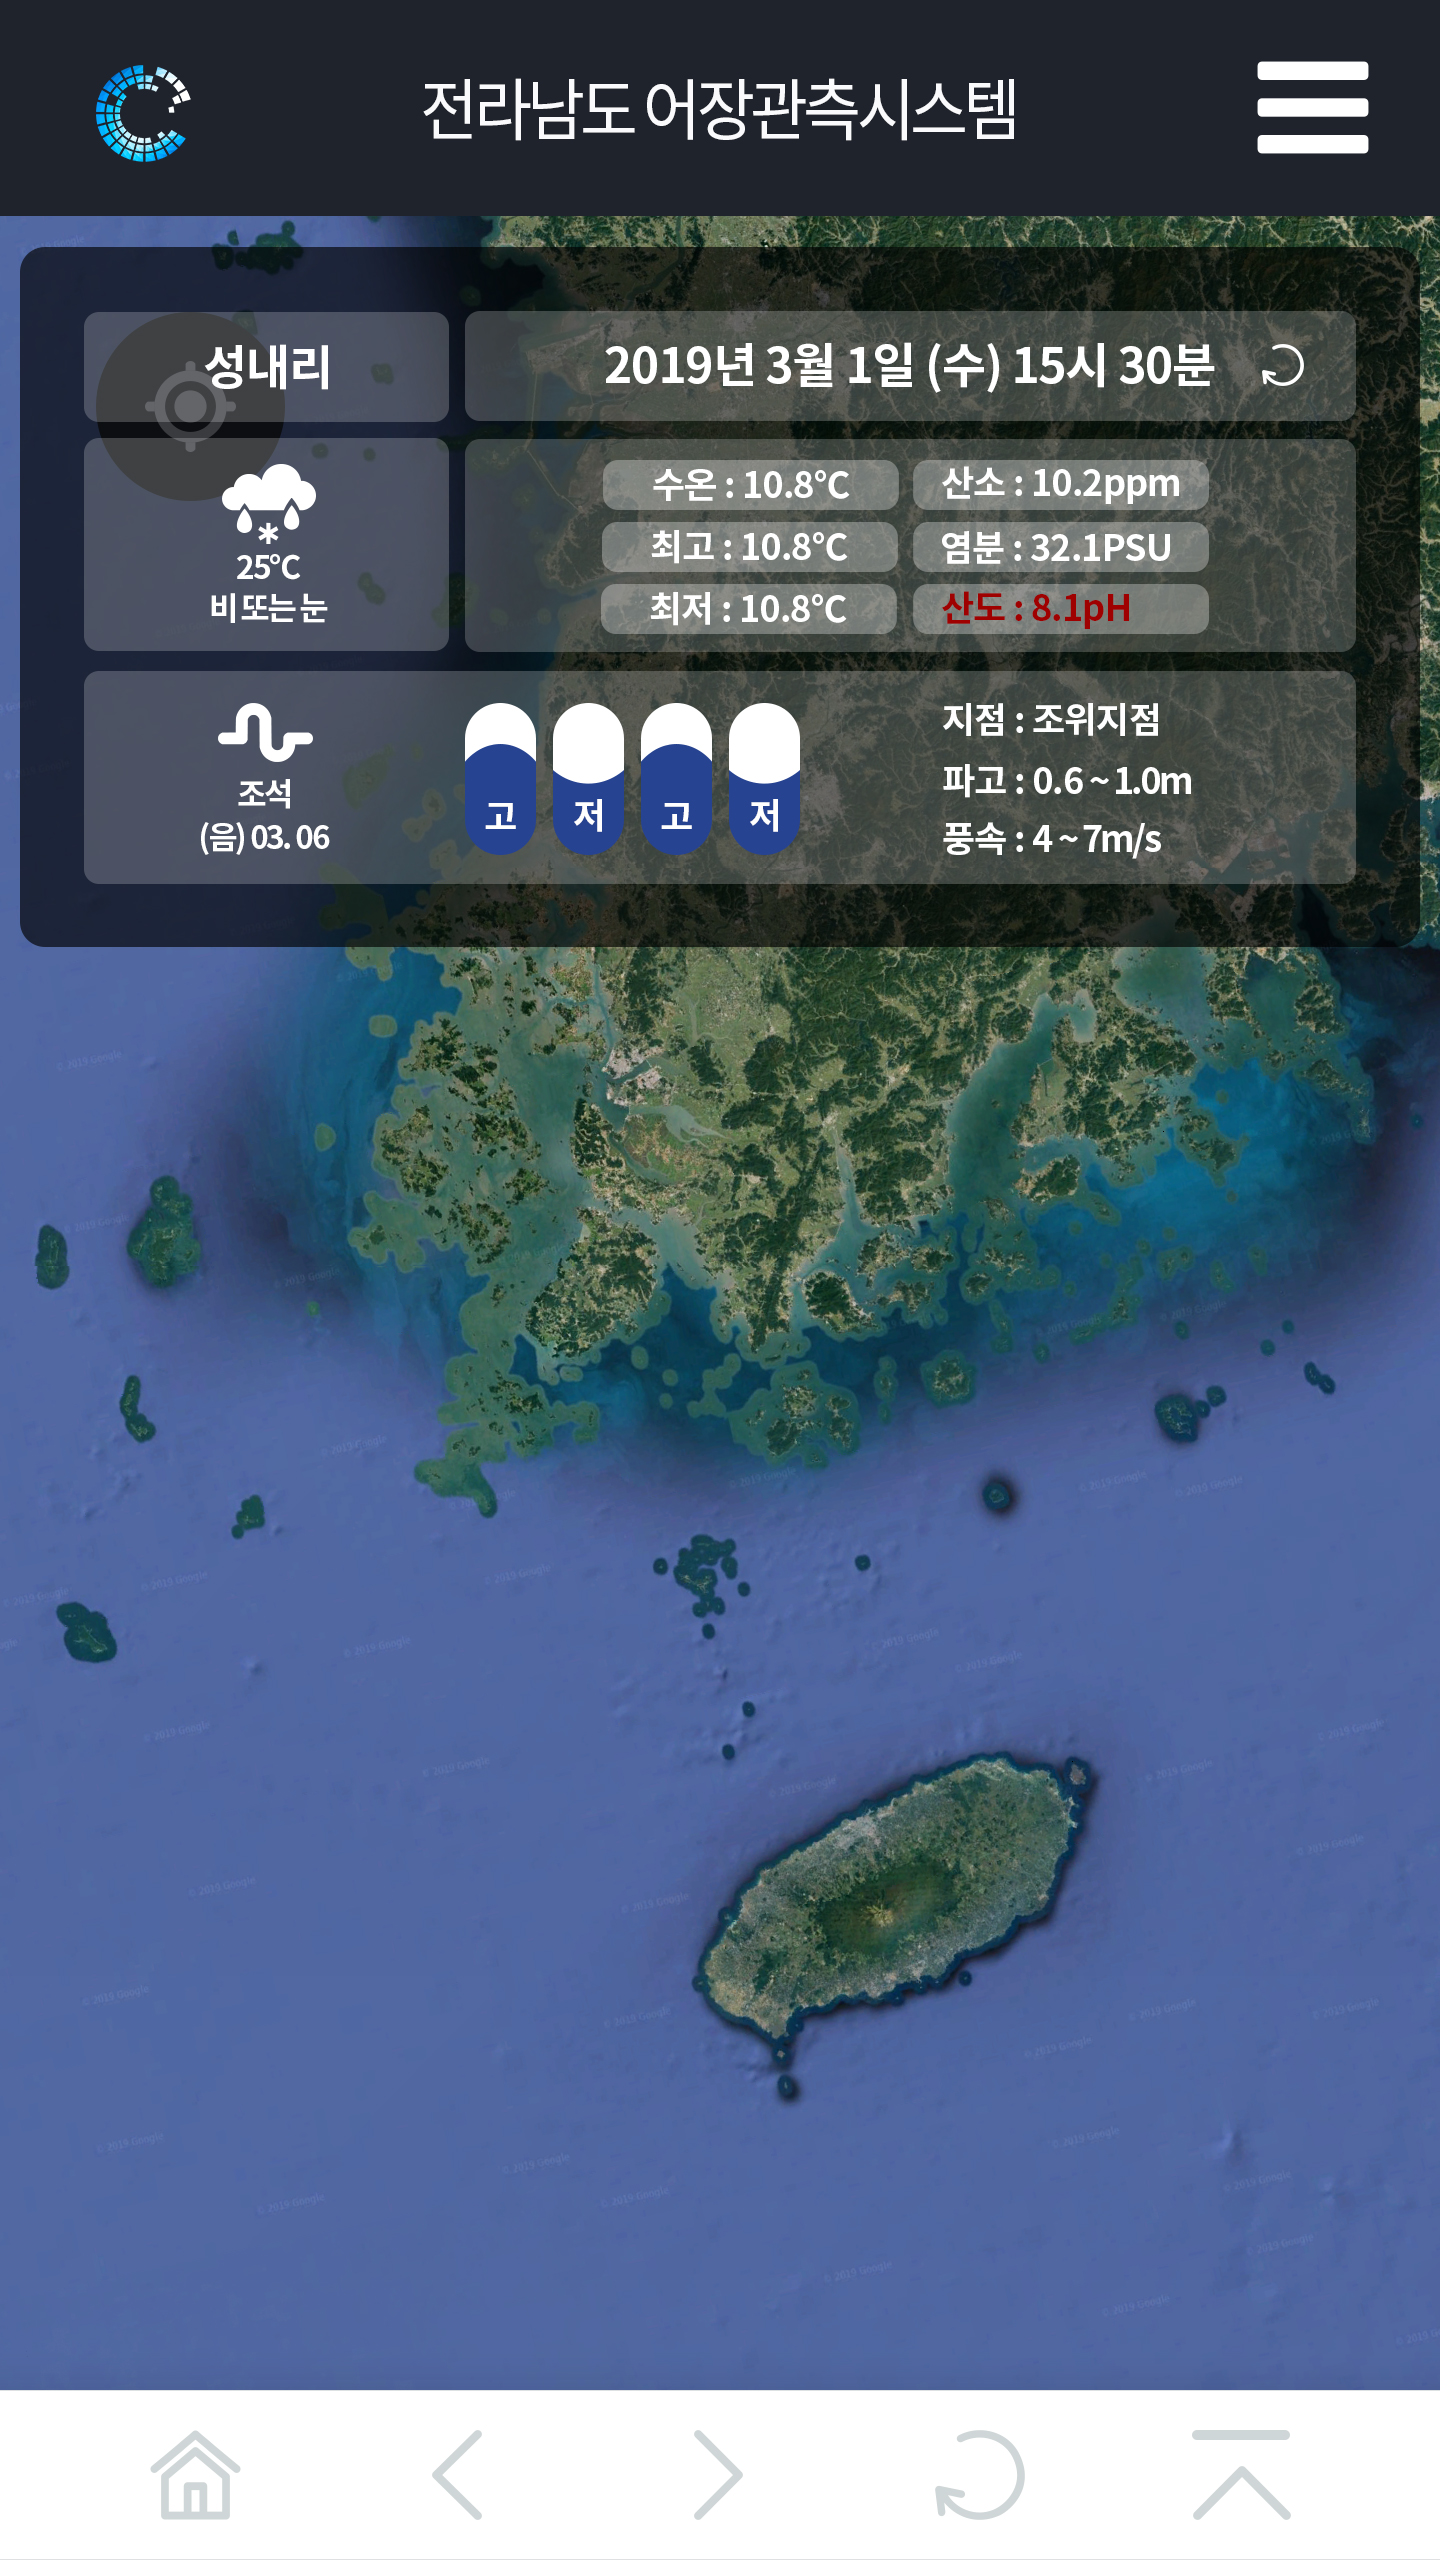 전라남도 어장관측시스템
성내리
2019년 3월 1일 (수) 15시 30분
25℃
비 또는 눈
수온 : 10.8℃
산소 : 10.2ppm
최고 : 10.8℃
염분 : 32.1PSU
최저 : 10.8℃
산도 : 8.1pH
조석
(음) 03. 06
고
저
고
저
지점 : 조위지점
파고 : 0.6 ~ 1.0m
풍속 : 4 ~ 7m/s
© 2019 Google